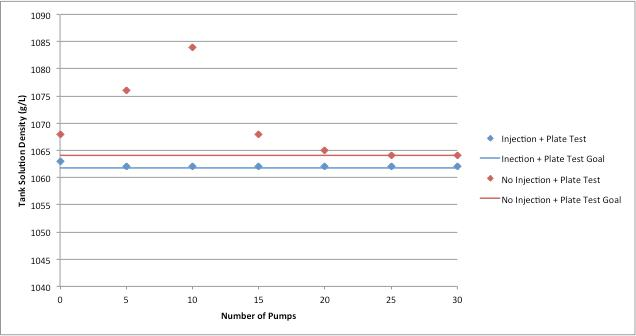 1090
1085
1080
1075
1070
1065
1060
1055
1050
1045
1040
Tank Solution Density (g/L)
0 5 10 15 20 25 30
Number of Pumps
Injection + Plate Test
Inection + Plate Test Goal
No Injection + Plate Test
No Injection + Plate Test Goal